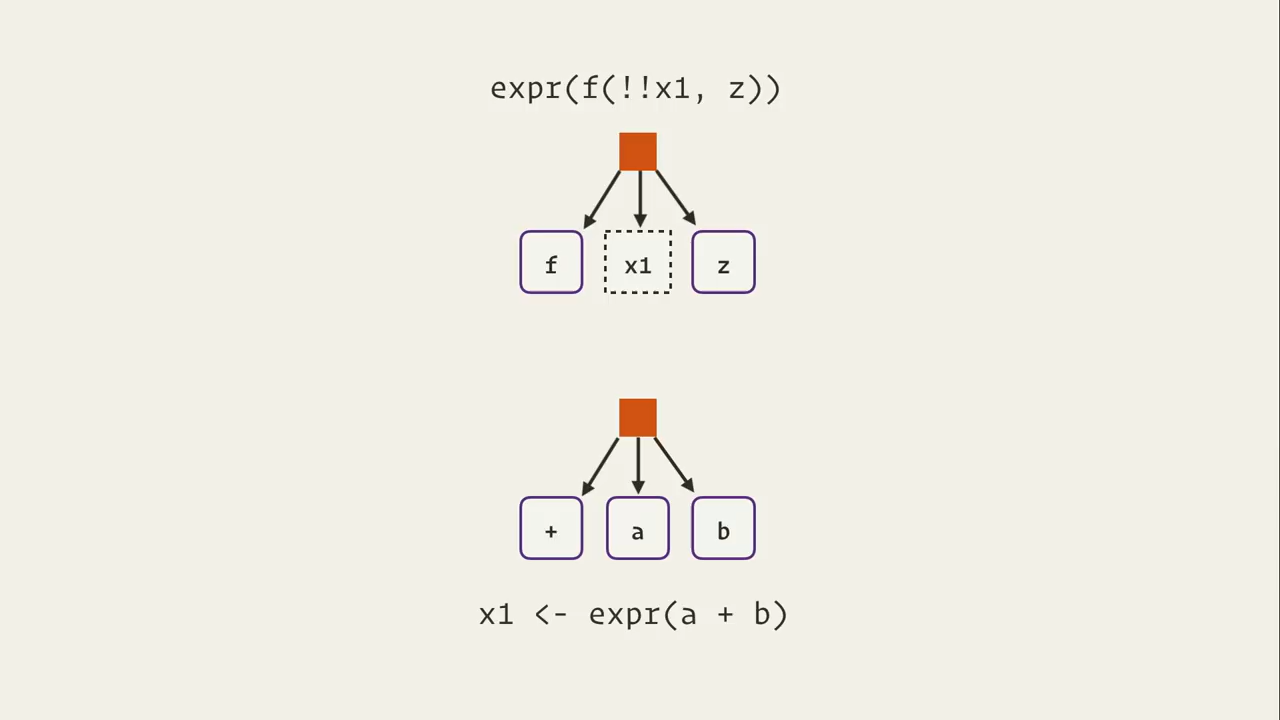 expr(f(!!x1, z))
f x1 z
+ a b
x1 <- expr(a + b)